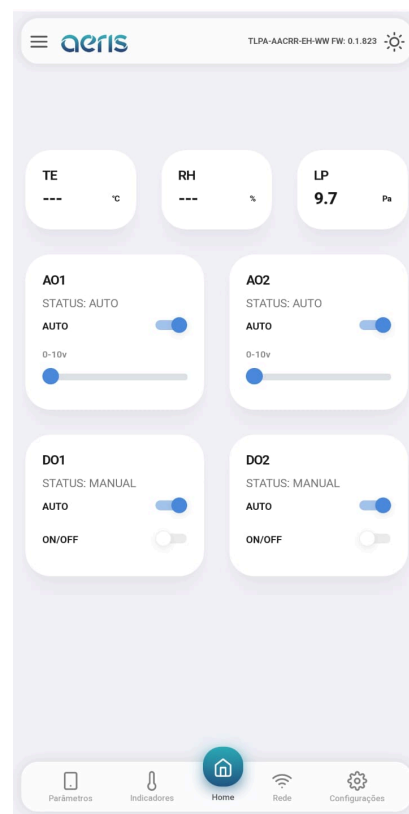 aeris
TLPA-AACRR-EH-WW FW: 0.1.823
TE
--- °C
RH
--- %
LP
9.7 Pa
AO1
STATUS: AUTO
AUTO
0-10v
AO2
STATUS: AUTO
AUTO
0-10v
DO1
STATUS: MANUAL
AUTO
ON/OFF
DO2
STATUS: MANUAL
AUTO
ON/OFF
Parâmetros
Indicadores
Home
Rede
Configurações